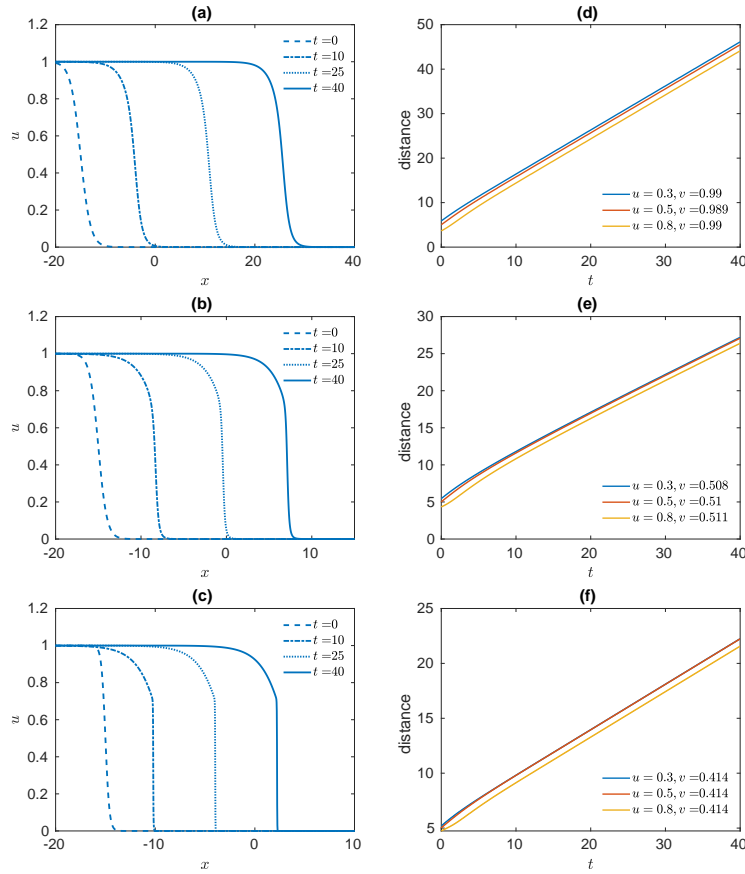 (a)
1.2
1
0.8
0.6
0.4
0.2
0
u
-20
0
20
40
x
t =0
t =10
t =25
t =40
(d)
50
40
30
20
10
0
distance
0
10
20
30
40
t
u = 0.3, v =0.99
u = 0.5, v =0.989
u = 0.8, v =0.99
(b)
1.2
1
0.8
0.6
0.4
0.2
0
u
-20
-10
0
10
x
t =0
t =10
t =25
t =40
(e)
30
25
20
15
10
5
0
distance
0
10
20
30
40
t
u = 0.3, v =0.508
u = 0.5, v =0.51
u = 0.8, v =0.511
(c)
1.2
1
0.8
0.6
0.4
0.2
0
u
-20
-10
0
10
x
t =0
t =10
t =25
t =40
(f)
25
20
15
10
5
distance
0
10
20
30
40
t
u = 0.3, v =0.414
u = 0.5, v =0.414
u = 0.8, v =0.414